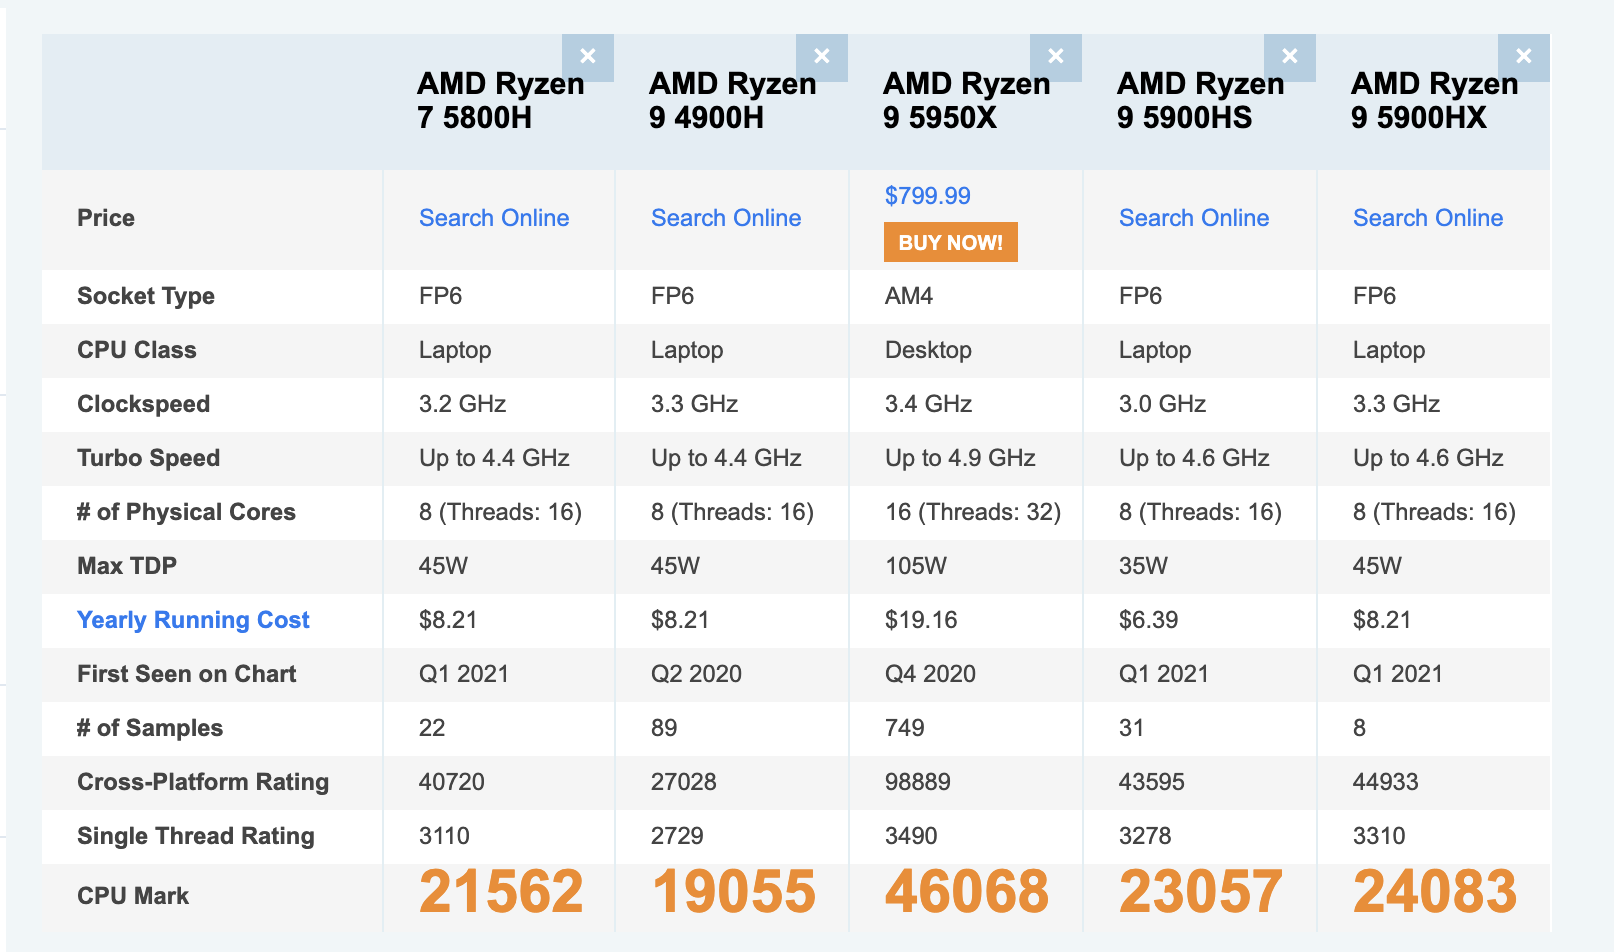 × × × × ×
AMD Ryzen AMD Ryzen AMD Ryzen AMD Ryzen AMD Ryzen
7 5800H 9 4900H 9 5950X 9 5900HS 9 5900HX
Price Search Online Search Online $799.99 BUY NOW! Search Online Search Online
Socket Type FP6 FP6 AM4 FP6 FP6
CPU Class Laptop Laptop Desktop Laptop Laptop
Clockspeed 3.2 GHz 3.3 GHz 3.4 GHz 3.0 GHz 3.3 GHz
Turbo Speed Up to 4.4 GHz Up to 4.4 GHz Up to 4.9 GHz Up to 4.6 GHz Up to 4.6 GHz
# of Physical Cores 8 (Threads: 16) 8 (Threads: 16) 16 (Threads: 32) 8 (Threads: 16) 8 (Threads: 16)
Max TDP 45W 45W 105W 35W 45W
Yearly Running Cost $8.21 $8.21 $19.16 $6.39 $8.21
First Seen on Chart Q1 2021 Q2 2020 Q4 2020 Q1 2021 Q1 2021
# of Samples 22 89 749 31 8
Cross-Platform Rating 40720 27028 98889 43595 44933
Single Thread Rating 3110 2729 3490 3278 3310
CPU Mark 21562 19055 46068 23057 24083